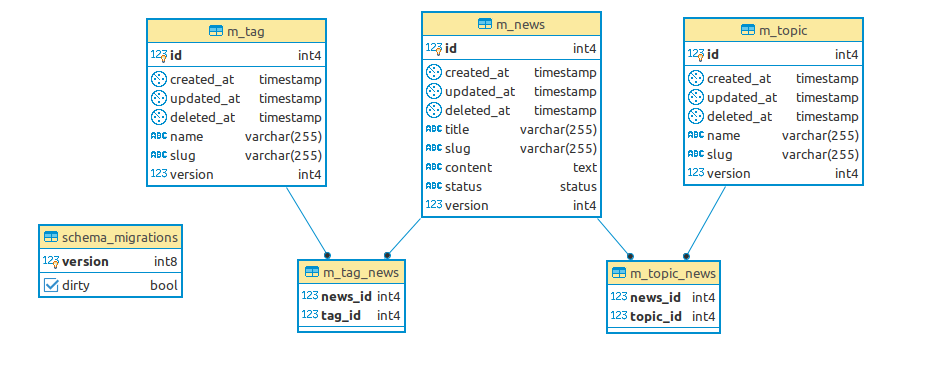 m_tag
123 id int4
created_at timestamp
updated_at timestamp
deleted_at timestamp
ABC name varchar(255)
ABC slug varchar(255)
123 version int4
m_news
123 id int4
created_at timestamp
updated_at timestamp
deleted_at timestamp
ABC title varchar(255)
ABC slug varchar(255)
ABC content text
ABC status status
123 version int4
m_topic
123 id int4
created_at timestamp
updated_at timestamp
deleted_at timestamp
ABC name varchar(255)
ABC slug varchar(255)
123 version int4
schema_migrations
123 version int8
dirty bool
m_tag_news
123 news_id int4
123 tag_id int4
m_topic_news
123 news_id int4
123 topic_id int4